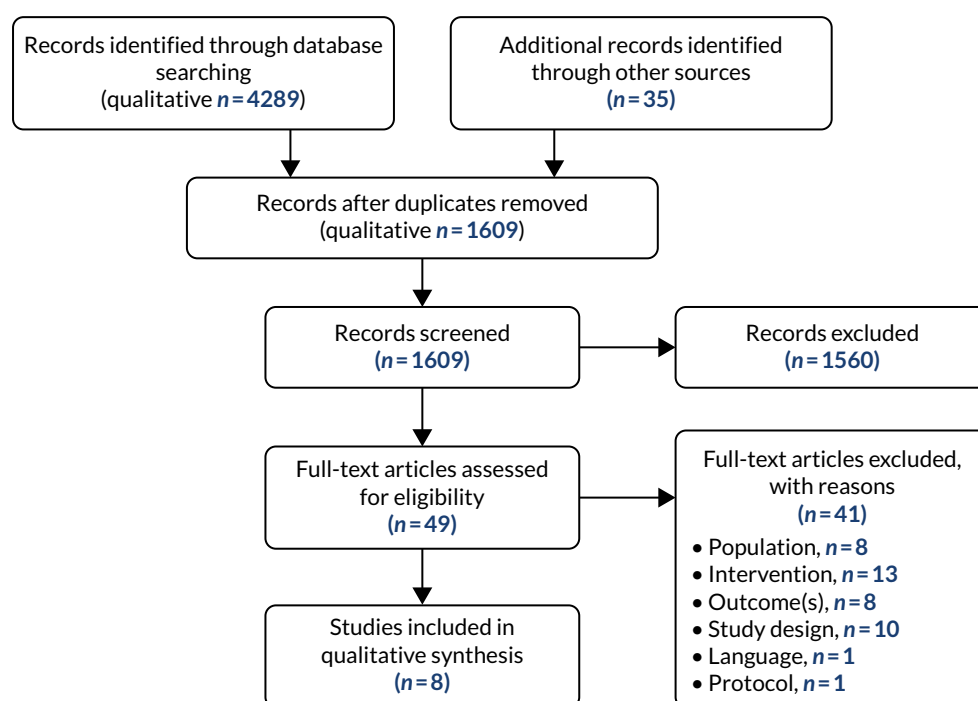 Records identified through database
searching
(qualitative n=4289)
Additional records identified
through other sources
(n=35)
Records after duplicates removed
(qualitative n=1609)
Records screened
(n=1609)
Records excluded
(n=1560)
Full-text articles assessed
for eligibility
(n=49)
Full-text articles excluded,
with reasons
(n=41)
• Population, n=8
• Intervention, n=13
• Outcome(s), n=8
• Study design, n=10
• Language, n=1
• Protocol, n=1
Studies included in
qualitative synthesis
(n=8)